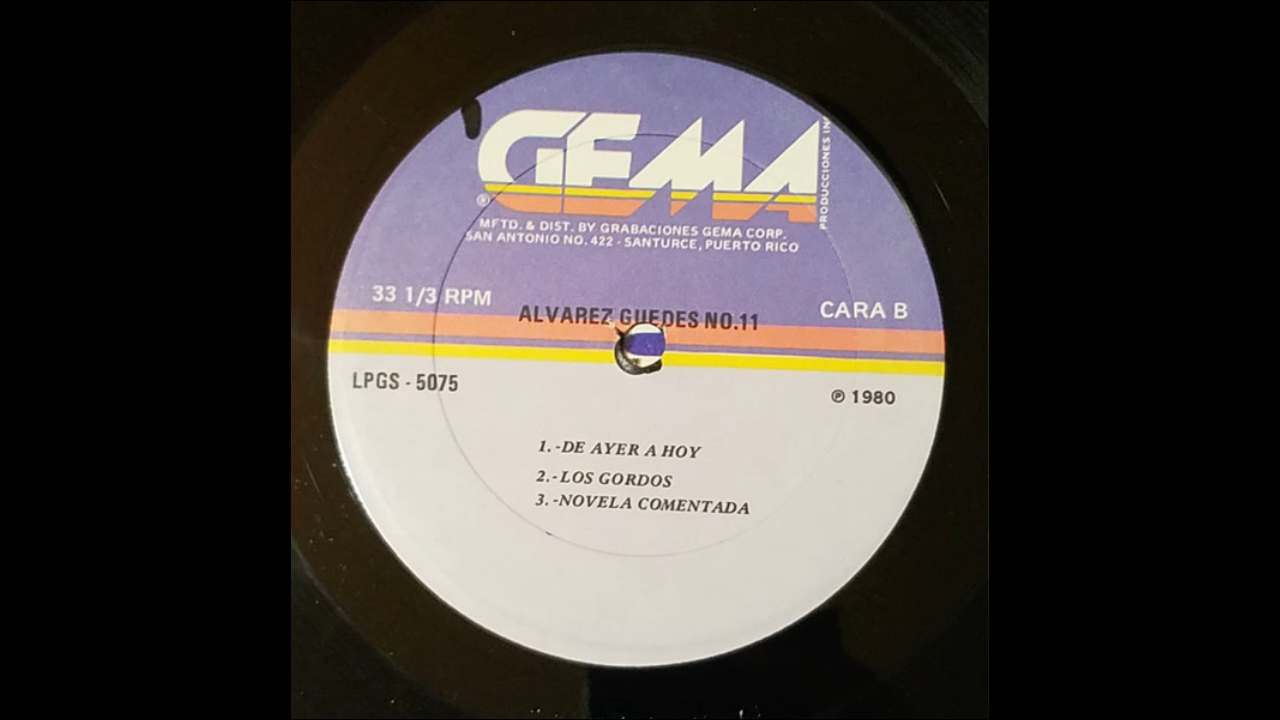 GEMA
PRODUCCIONES INC
®
MFTD. & DIST. BY GRABACIONES GEMA CORP.
SAN ANTONIO NO. 422 - SANTURCE, PUERTO RICO
33 1/3 RPM
ALVAREZ GUEDES NO.11
CARA B
LPGS - 5075
℗ 1980
1.-DE AYER A HOY
2.-LOS GORDOS
3.-NOVELA COMENTADA